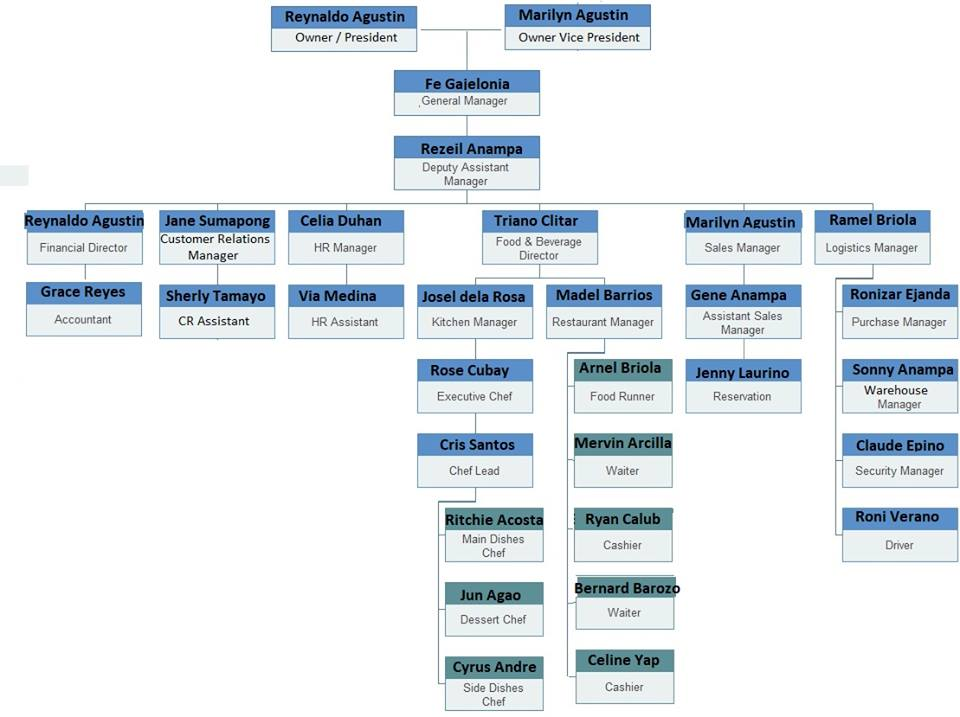 Reynaldo Agustin
Owner / President
Marilyn Agustin
Owner Vice President
Fe Gajelonia
General Manager
Rezeil Anampa
Deputy Assistant
Manager
Reynaldo Agustin
Financial Director
Jane Sumapong
Customer Relations
Manager
Celia Duhan
HR Manager
Triano Clitar
Food & Beverage
Director
Marilyn Agustin
Sales Manager
Ramel Briola
Logistics Manager
Grace Reyes
Accountant
Sherly Tamayo
CR Assistant
Via Medina
HR Assistant
Josel dela Rosa
Kitchen Manager
Madel Barrios
Restaurant Manager
Gene Anampa
Assistant Sales
Manager
Ronizar Ejanda
Purchase Manager
Rose Cubay
Executive Chef
Arnel Briola
Food Runner
Jenny Laurino
Reservation
Sonny Anampa
Warehouse
Manager
Cris Santos
Chef Lead
Mervin Arcilla
Waiter
Claude Epino
Security Manager
Ritchie Acosta
Main Dishes
Chef
Ryan Calub
Cashier
Roni Verano
Driver
Jun Agao
Dessert Chef
Bernard Barozo
Waiter
Cyrus Andre
Side Dishes
Chef
Celine Yap
Cashier